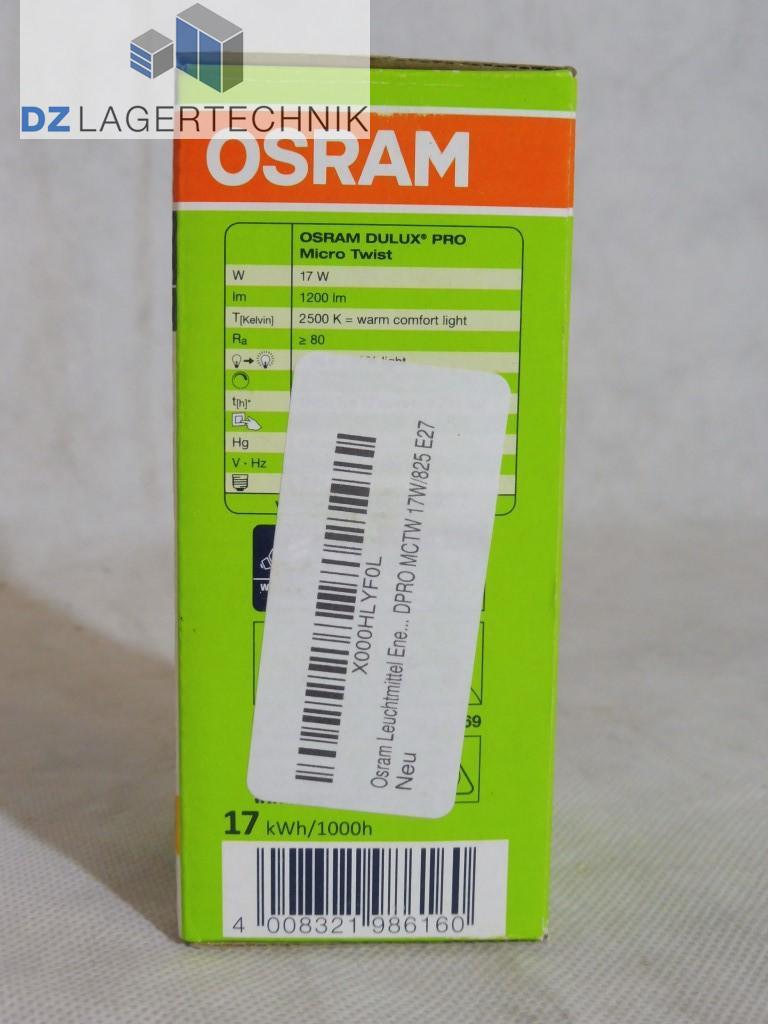 DZ LAGERTECHNIK
OSRAM
OSRAM DULUX® PRO
Micro Twist
W 17 W
lm 1200 lm
T[Kelvin] 2500 K = warm comfort light
Ra ≥ 80
t[h]*
Hg
V · Hz
X000HLYF0L
Osram Leuchtmittel Ene... DPRO MCTW 17W/825 E27
Neu
69
17 kWh/1000h
4 008321 986160